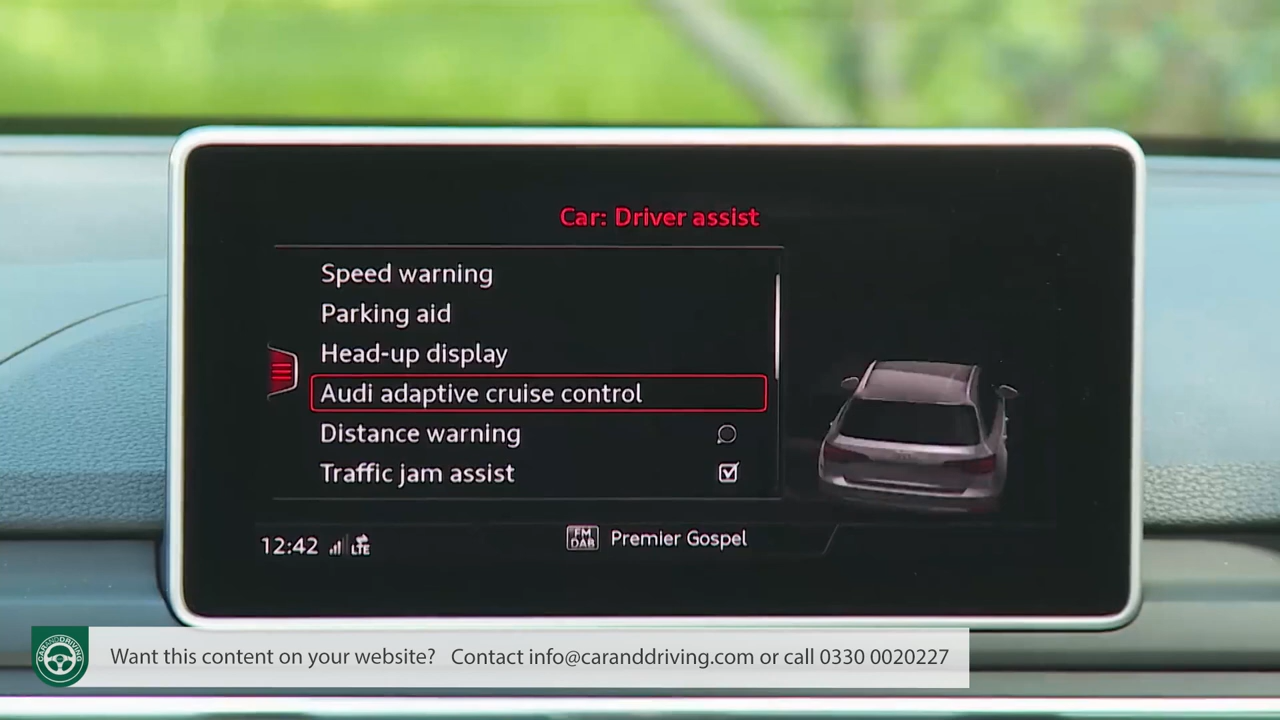 Car: Driver assist
Speed warning
Parking aid
Head-up display
Audi adaptive cruise control
Distance warning
Traffic jam assist
12:42 LTE
FM
DAB
Premier Gospel
CARANDDRIVING
Want this content on your website? Contact info@caranddriving.com or call 0330 0020227